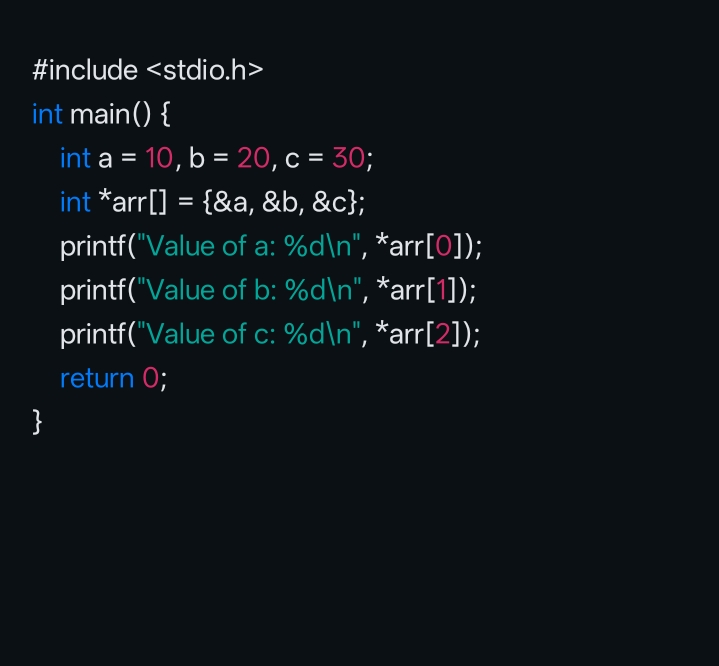 #include <stdio.h>
int main() {
    int a = 10, b = 20, c = 30;
    int *arr[] = {&a, &b, &c};
    printf("Value of a: %d\n", *arr[0]);
    printf("Value of b: %d\n", *arr[1]);
    printf("Value of c: %d\n", *arr[2]);
    return 0;
}